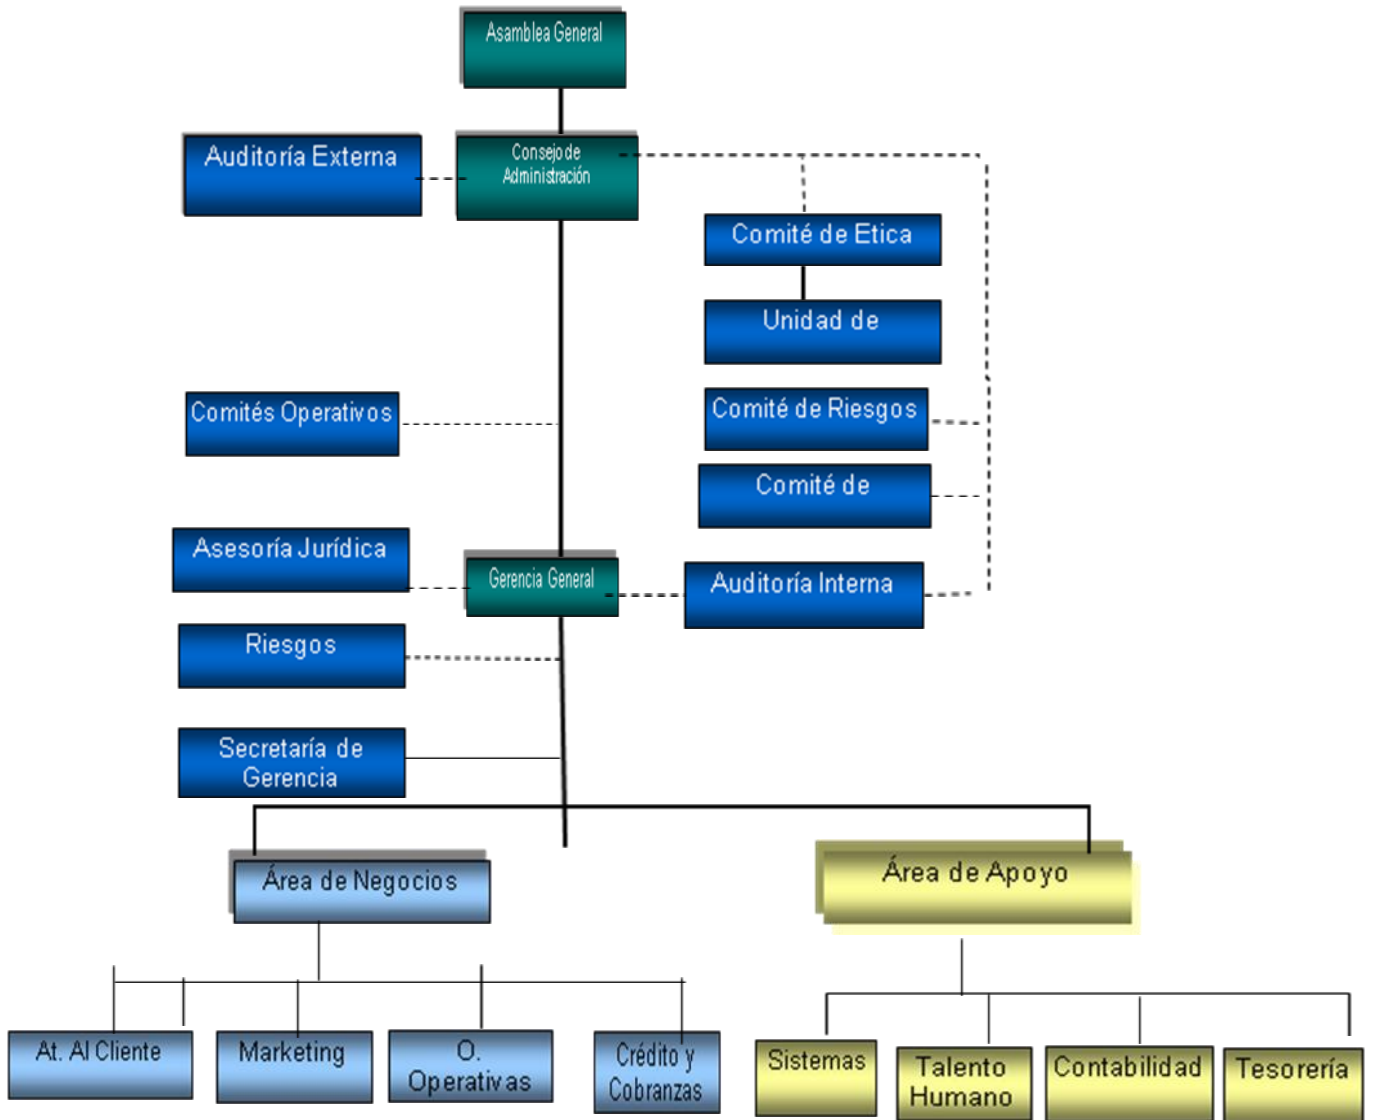 Asamblea General
Auditoría Externa
Consejo de
Administración
Comité de Etica
Unidad de
Comités Operativos
Comité de Riesgos
Comité de
Asesoría Jurídica
Gerencia General
Auditoría Interna
Riesgos
Secretaría de
Gerencia
Área de Negocios
Área de Apoyo
At. Al Cliente
Marketing
O.
Operativas
Crédito y
Cobranzas
Sistemas
Talento
Humano
Contabilidad
Tesorería